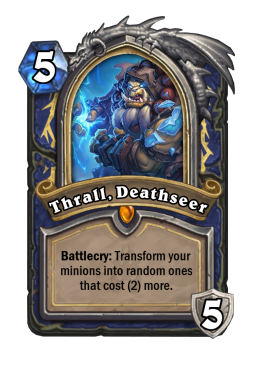 5
Thrall, Deathseer
Battlecry: Transform your
minions into random ones
that cost (2) more.
5